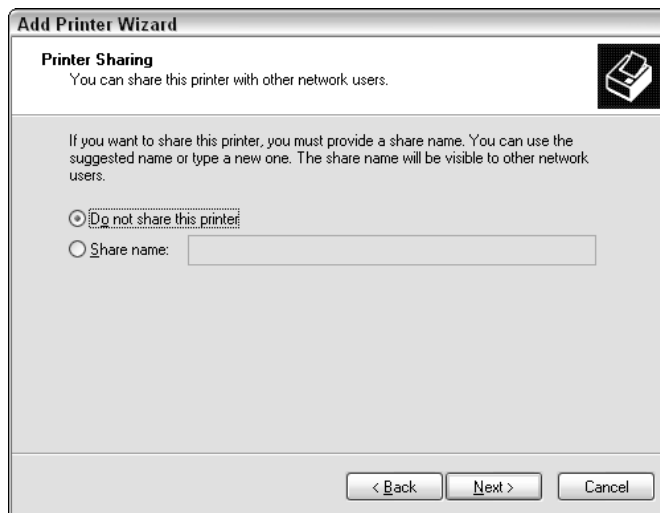 Add Printer Wizard
Printer Sharing
You can share this printer with other network users.
If you want to share this printer, you must provide a share name. You can use the
suggested name or type a new one. The share name will be visible to other network
users.
Do not share this printer
Share name:
< Back Next > Cancel